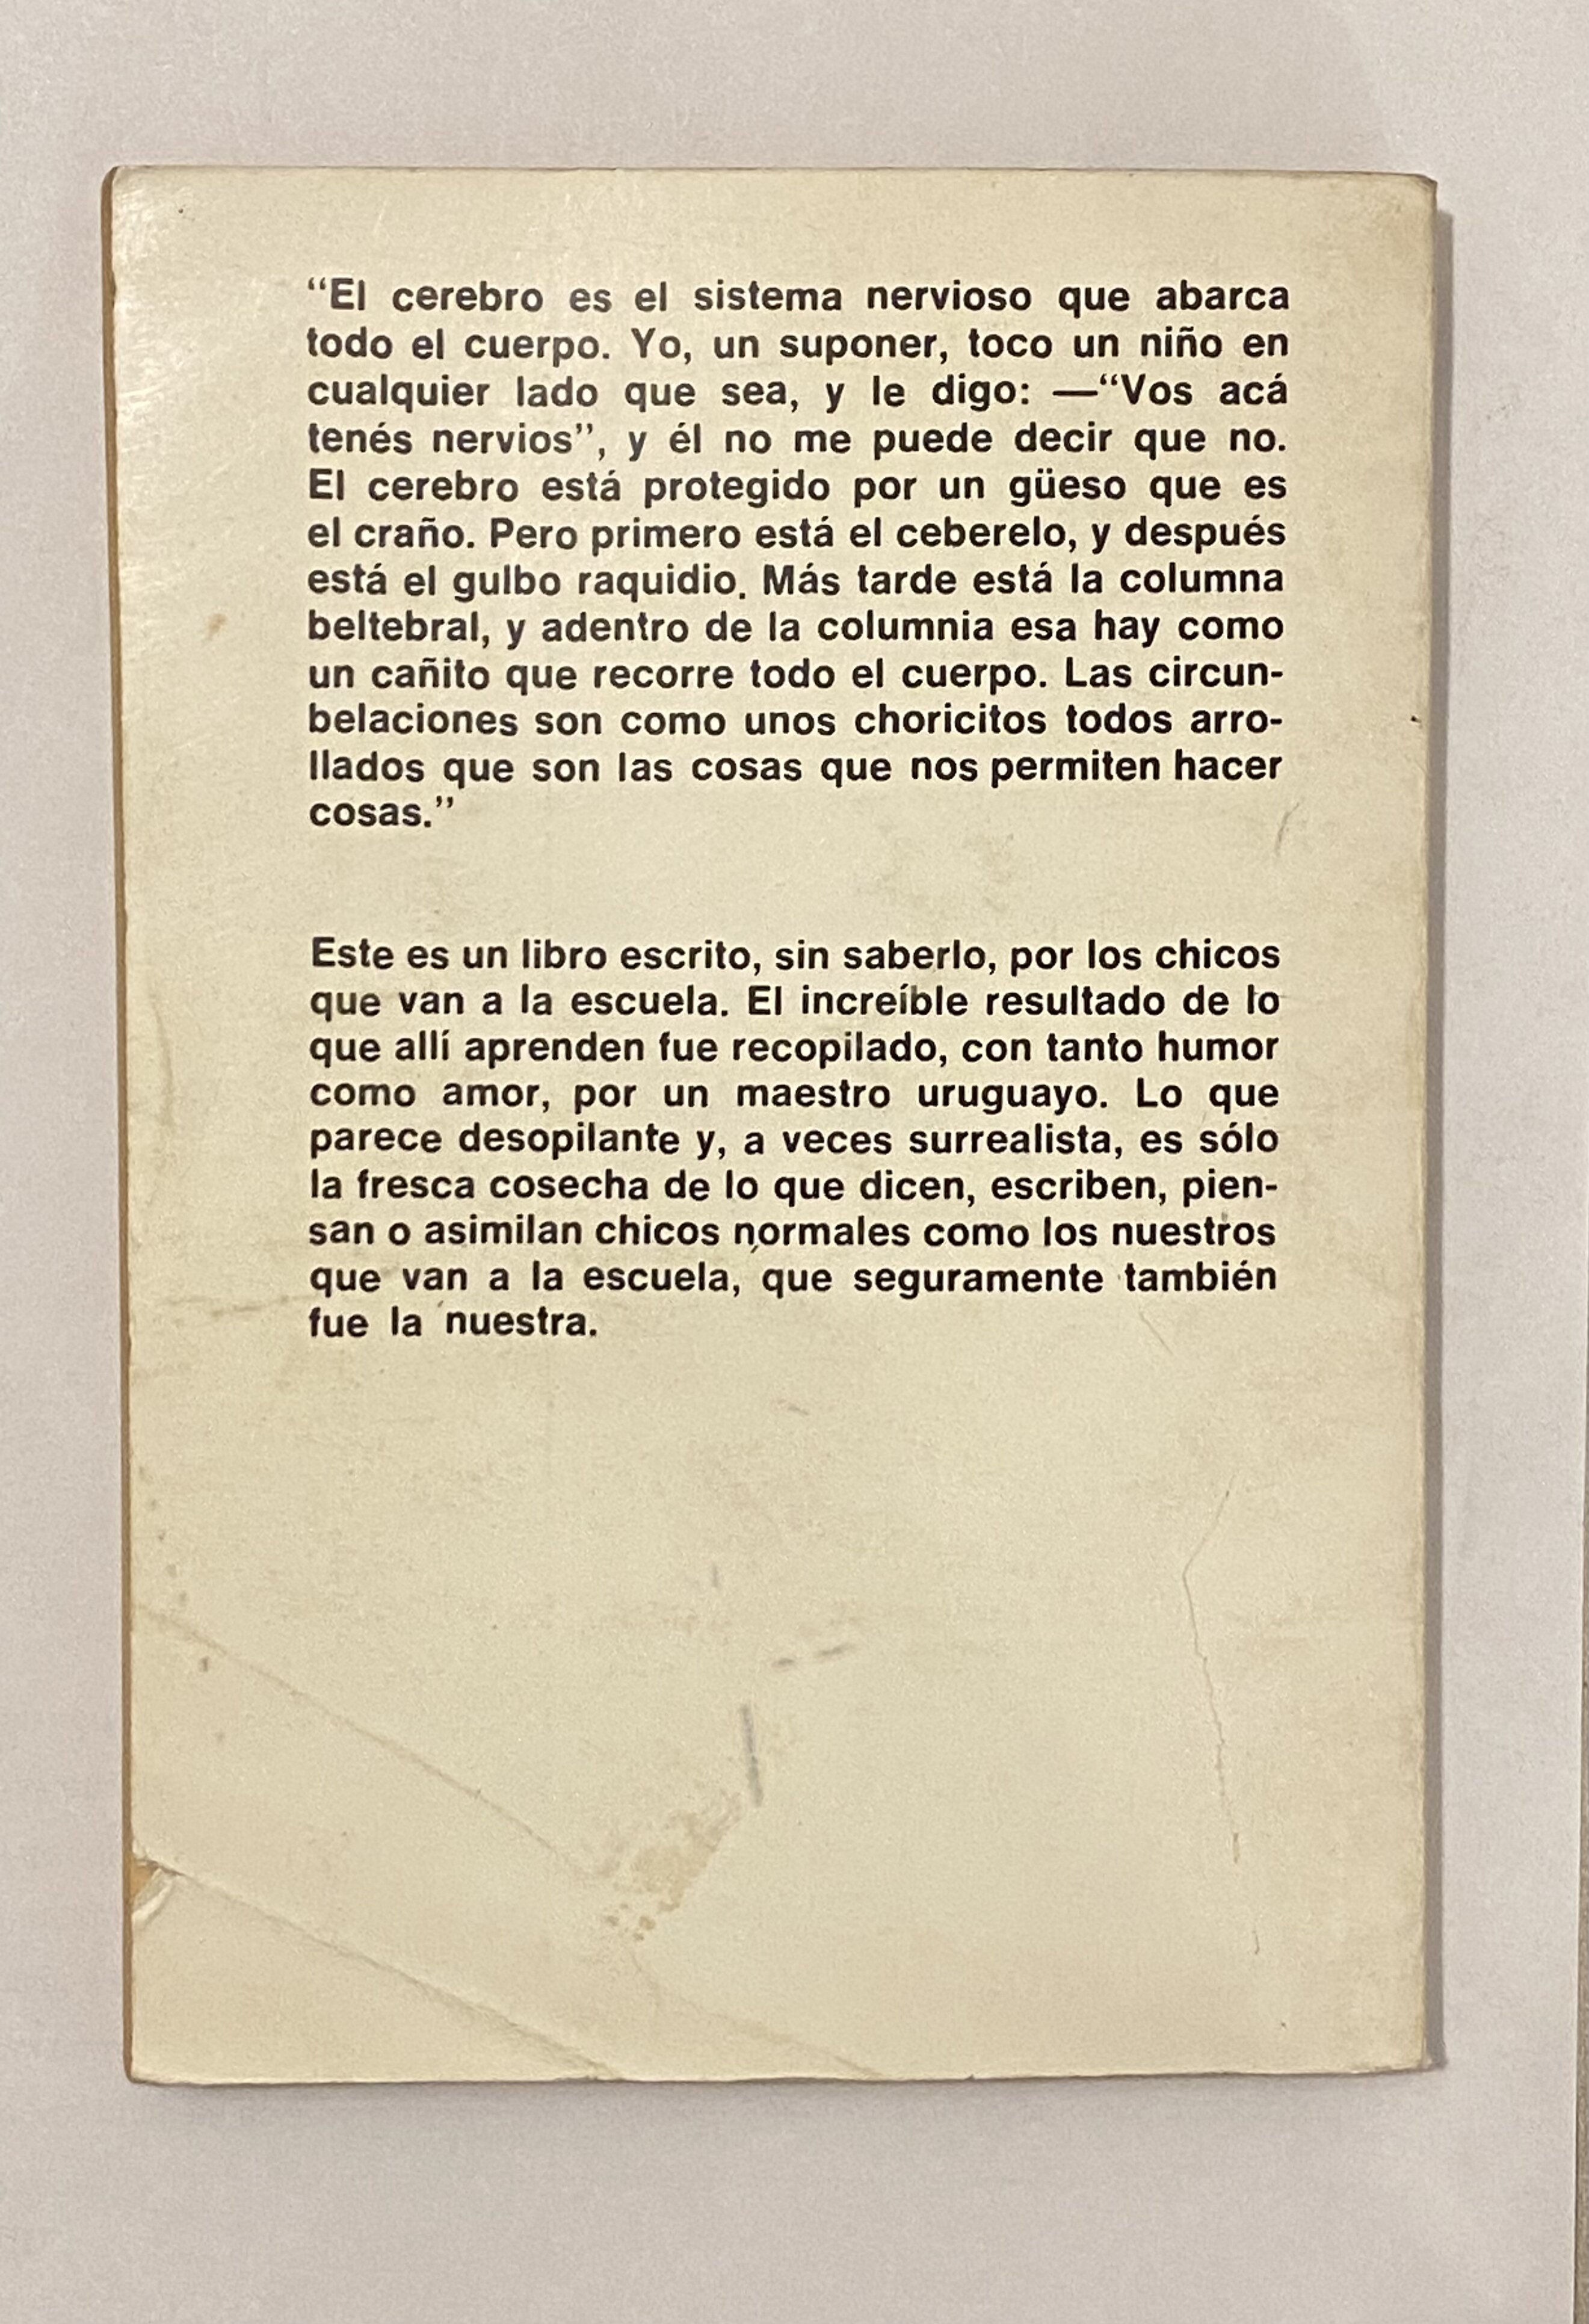 “El cerebro es el sistema nervioso que abarca
todo el cuerpo. Yo, un suponer, toco un niño en
cualquier lado que sea, y le digo: —“Vos acá
tenés nervios”, y él no me puede decir que no.
El cerebro está protegido por un güeso que es
el craño. Pero primero está el ceberelo, y después
está el gulbo raquidio. Más tarde está la columna
beltebral, y adentro de la columnia esa hay como
un cañito que recorre todo el cuerpo. Las circun-
belaciones son como unos choricitos todos arro-
llados que son las cosas que nos permiten hacer
cosas.”
Este es un libro escrito, sin saberlo, por los chicos
que van a la escuela. El increíble resultado de lo
que allí aprenden fue recopilado, con tanto humor
como amor, por un maestro uruguayo. Lo que
parece desopilante y, a veces surrealista, es sólo
la fresca cosecha de lo que dicen, escriben, pien-
san o asimilan chicos normales como los nuestros
que van a la escuela, que seguramente también
fue la nuestra.